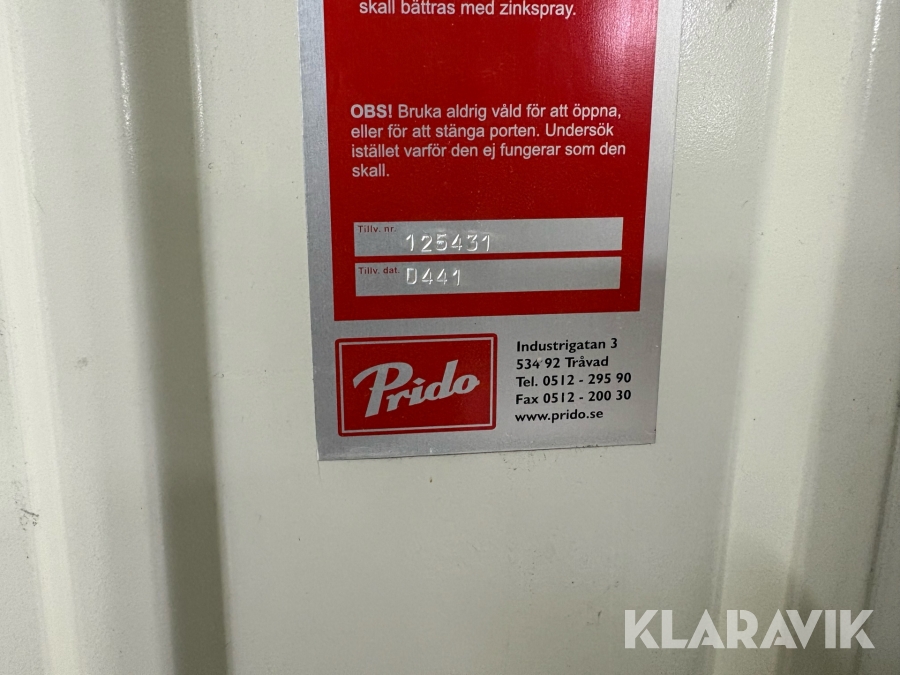 skall bättras med zinkspray.
OBS! Bruka aldrig våld för att öppna,
eller för att stänga porten. Undersök
istället varför den ej fungerar som den
skall.
Tillv. nr. 125431
Tillv. dat. D441
Prido
Industrigatan 3
534 92 Tråvad
Tel. 0512 - 295 90
Fax 0512 - 200 30
www.prido.se
KLARAVIK